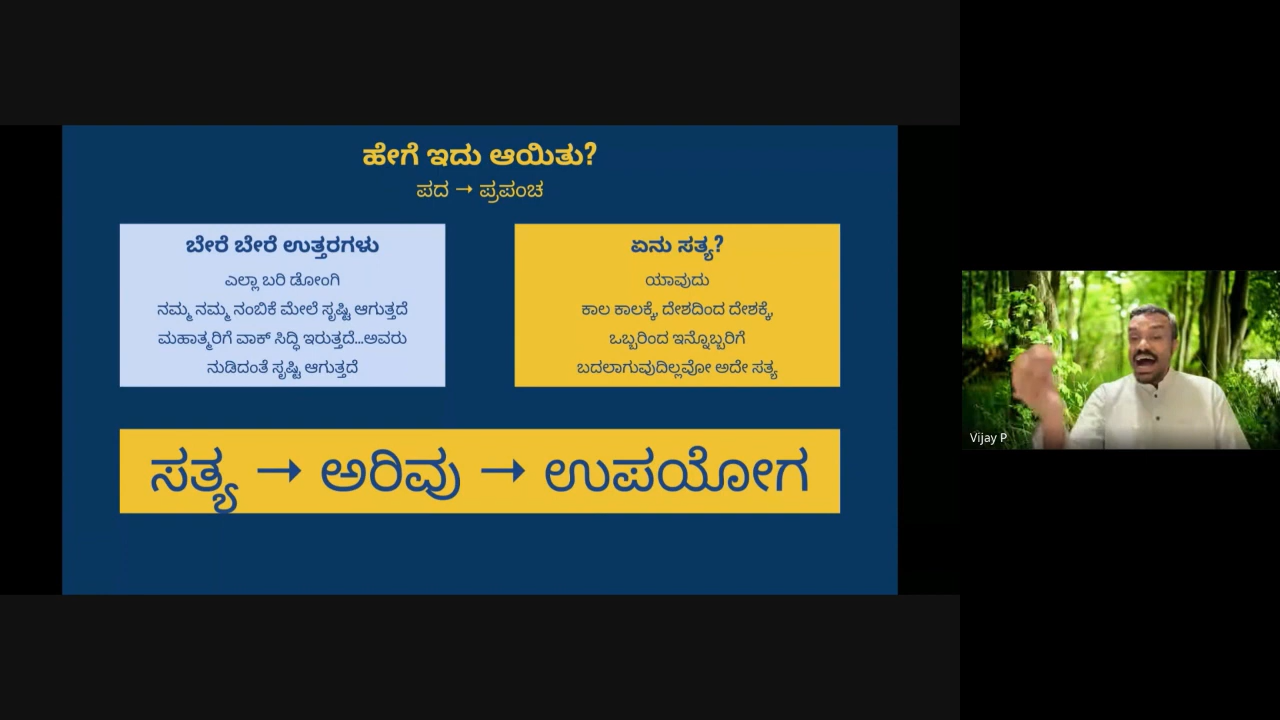 ಹೇಗೆ ಇದು ಆಯಿತು?
ಪದ → ಪ್ರಪಂಚ
ಬೇರೆ ಬೇರೆ ಉತ್ತರಗಳು
ಎಲ್ಲಾ ಬರಿ ಡೋಂಗಿ
ನಮ್ಮ ನಮ್ಮ ನಂಬಿಕೆ ಮೇಲೆ ಸೃಷ್ಟಿ ಆಗುತ್ತದೆ
ಮಹಾತ್ಮರಿಗೆ ವಾಕ್ ಸಿದ್ಧಿ ಇರುತ್ತದೆ...ಅವರು
ನುಡಿದಂತೆ ಸೃಷ್ಟಿ ಆಗುತ್ತದೆ
ಏನು ಸತ್ಯ?
ಯಾವುದು
ಕಾಲ ಕಾಲಕ್ಕೆ, ದೇಶದಿಂದ ದೇಶಕ್ಕೆ,
ಒಬ್ಬರಿಂದ ಇನ್ನೊಬ್ಬರಿಗೆ
ಬದಲಾಗುವುದಿಲ್ಲವೋ ಅದೇ ಸತ್ಯ
ಸತ್ಯ → ಅರಿವು → ಉಪಯೋಗ
Vijay P